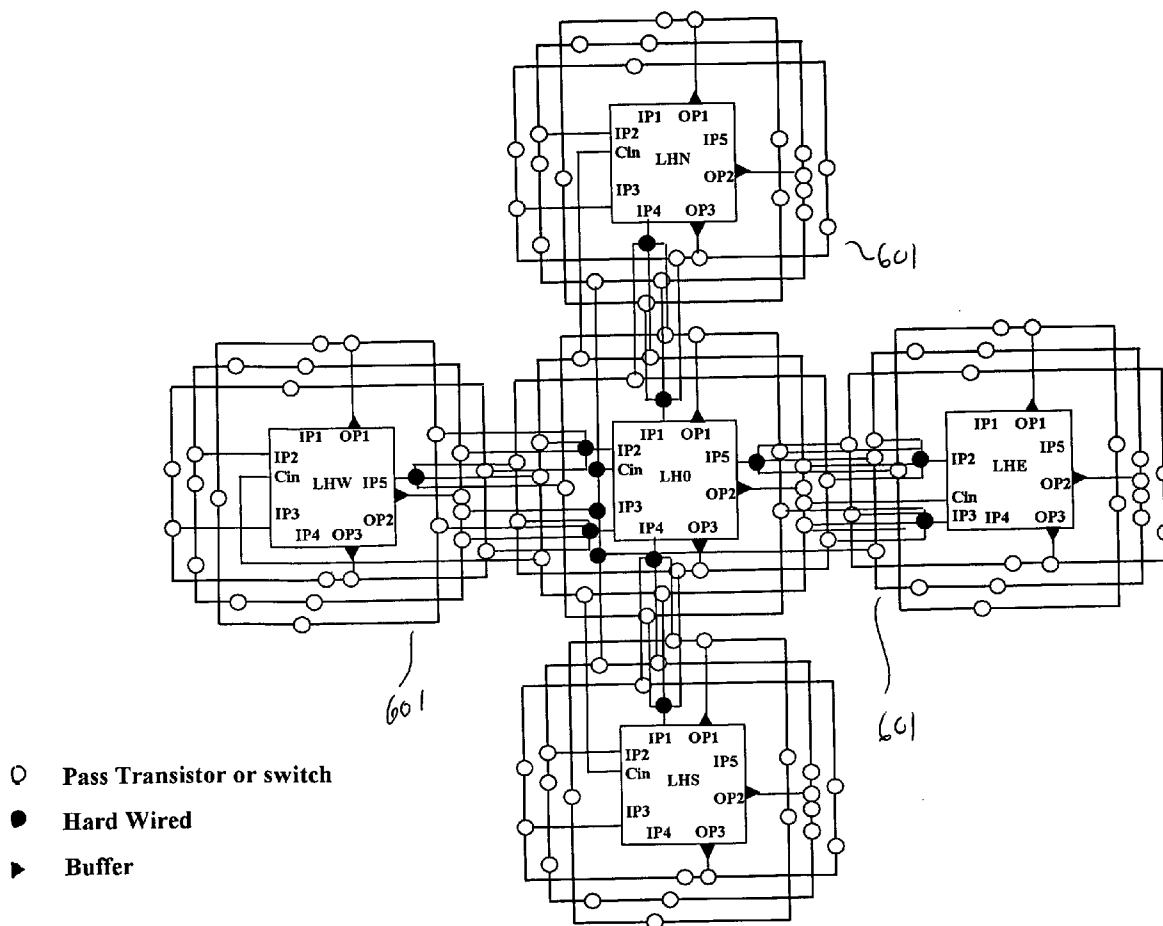 IP1 OP1
IP2
IP5
Cin
LHN
OP2
IP3
IP4 OP3
601
IP1 OP1
IP2
IP5
Cin
LHW
IP3
OP2
IP4 OP3
601
IP1 OP1
IP2
IP5
Cin
LH0
OP2
IP3
IP4 OP3
IP1 OP1
IP5
IP2
LHE
OP2
Cin
IP3
IP4 OP3
601
IP1 OP1
IP2
IP5
Cin
LHS
OP2
IP3
IP4 OP3
Pass Transistor or switch
Hard Wired
Buffer